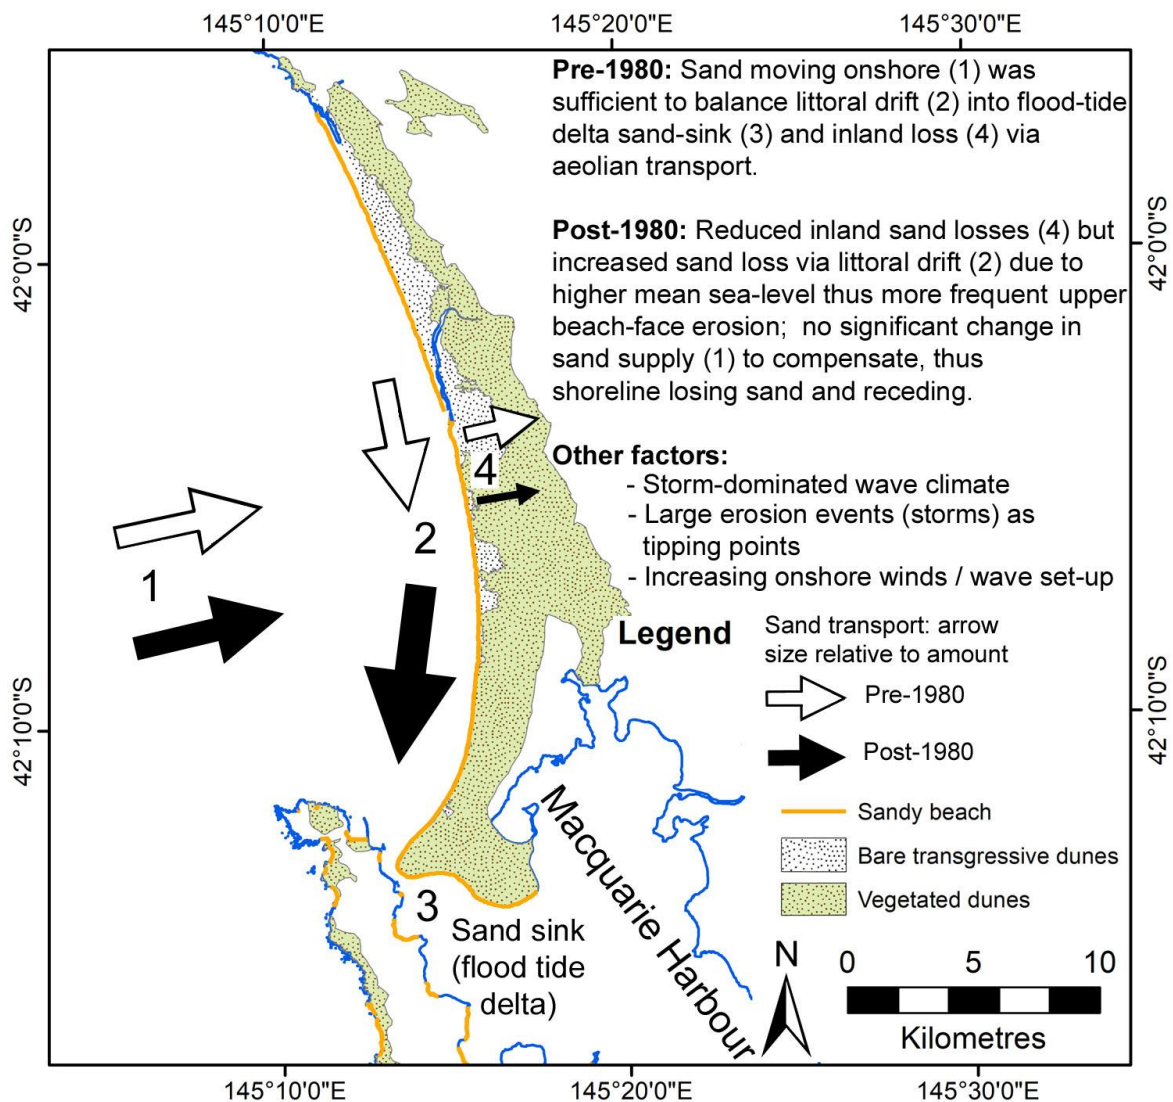 145°10'0"E
145°20'0"E
145°30'0"E
Pre-1980: Sand moving onshore (1) was
sufficient to balance littoral drift (2) into flood-tide
delta sand-sink (3) and inland loss (4) via
aeolian transport.
42°0'0"S
42°0'0"S
Post-1980: Reduced inland sand losses (4) but
increased sand loss via littoral drift (2) due to
higher mean sea-level thus more frequent upper
beach-face erosion; no significant change in
sand supply (1) to compensate, thus
shoreline losing sand and receding.
4
Other factors:
- Storm-dominated wave climate
- Large erosion events (storms) as
tipping points
- Increasing onshore winds / wave set-up
2
1
Legend
Sand transport: arrow
size relative to amount
Pre-1980
Post-1980
Sandy beach
Bare transgressive dunes
Vegetated dunes
42°10'0"S
42°10'0"S
Macquarie Harbour
3
Sand sink
(flood tide
delta)
N
0 5 10
Kilometres
145°10'0"E
145°20'0"E
145°30'0"E